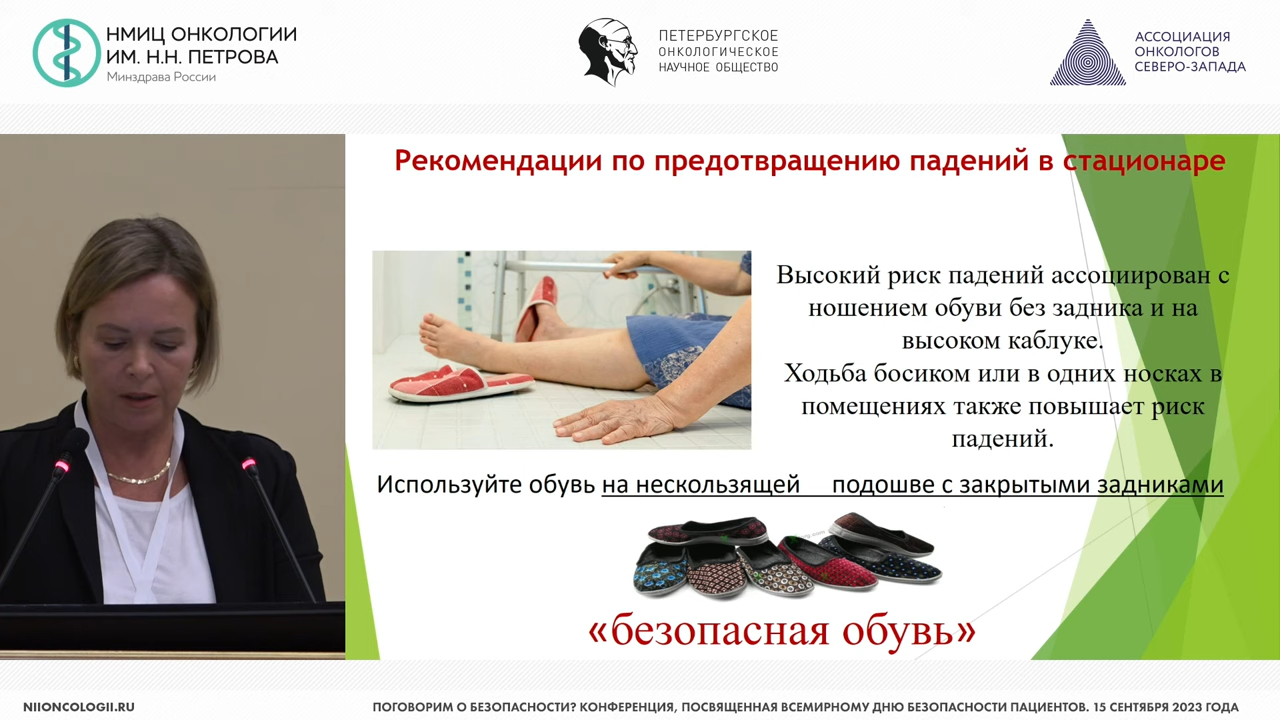 НМИЦ ОНКОЛОГИИ
ИМ. Н.Н. ПЕТРОВА
Минздрава России
ПЕТЕРБУРГСКОЕ
ОНКОЛОГИЧЕСКОЕ
НАУЧНОЕ ОБЩЕСТВО
АССОЦИАЦИЯ
ОНКОЛОГОВ
СЕВЕРО-ЗАПАДА
Рекомендации по предотвращению падений в стационаре
Высокий риск падений ассоциирован с
ношением обуви без задника и на
высоком каблуке.
Ходьба босиком или в одних носках в
помещениях также повышает риск
падений.
Используйте обувь на нескользящей подошве с закрытыми задниками
«безопасная обувь»
NIIONCOLOGII.RU
ПОГОВОРИМ О БЕЗОПАСНОСТИ? КОНФЕРЕНЦИЯ, ПОСВЯЩЕННАЯ ВСЕМИРНОМУ ДНЮ БЕЗОПАСНОСТИ ПАЦИЕНТОВ. 15 СЕНТЯБРЯ 2023 ГОДА